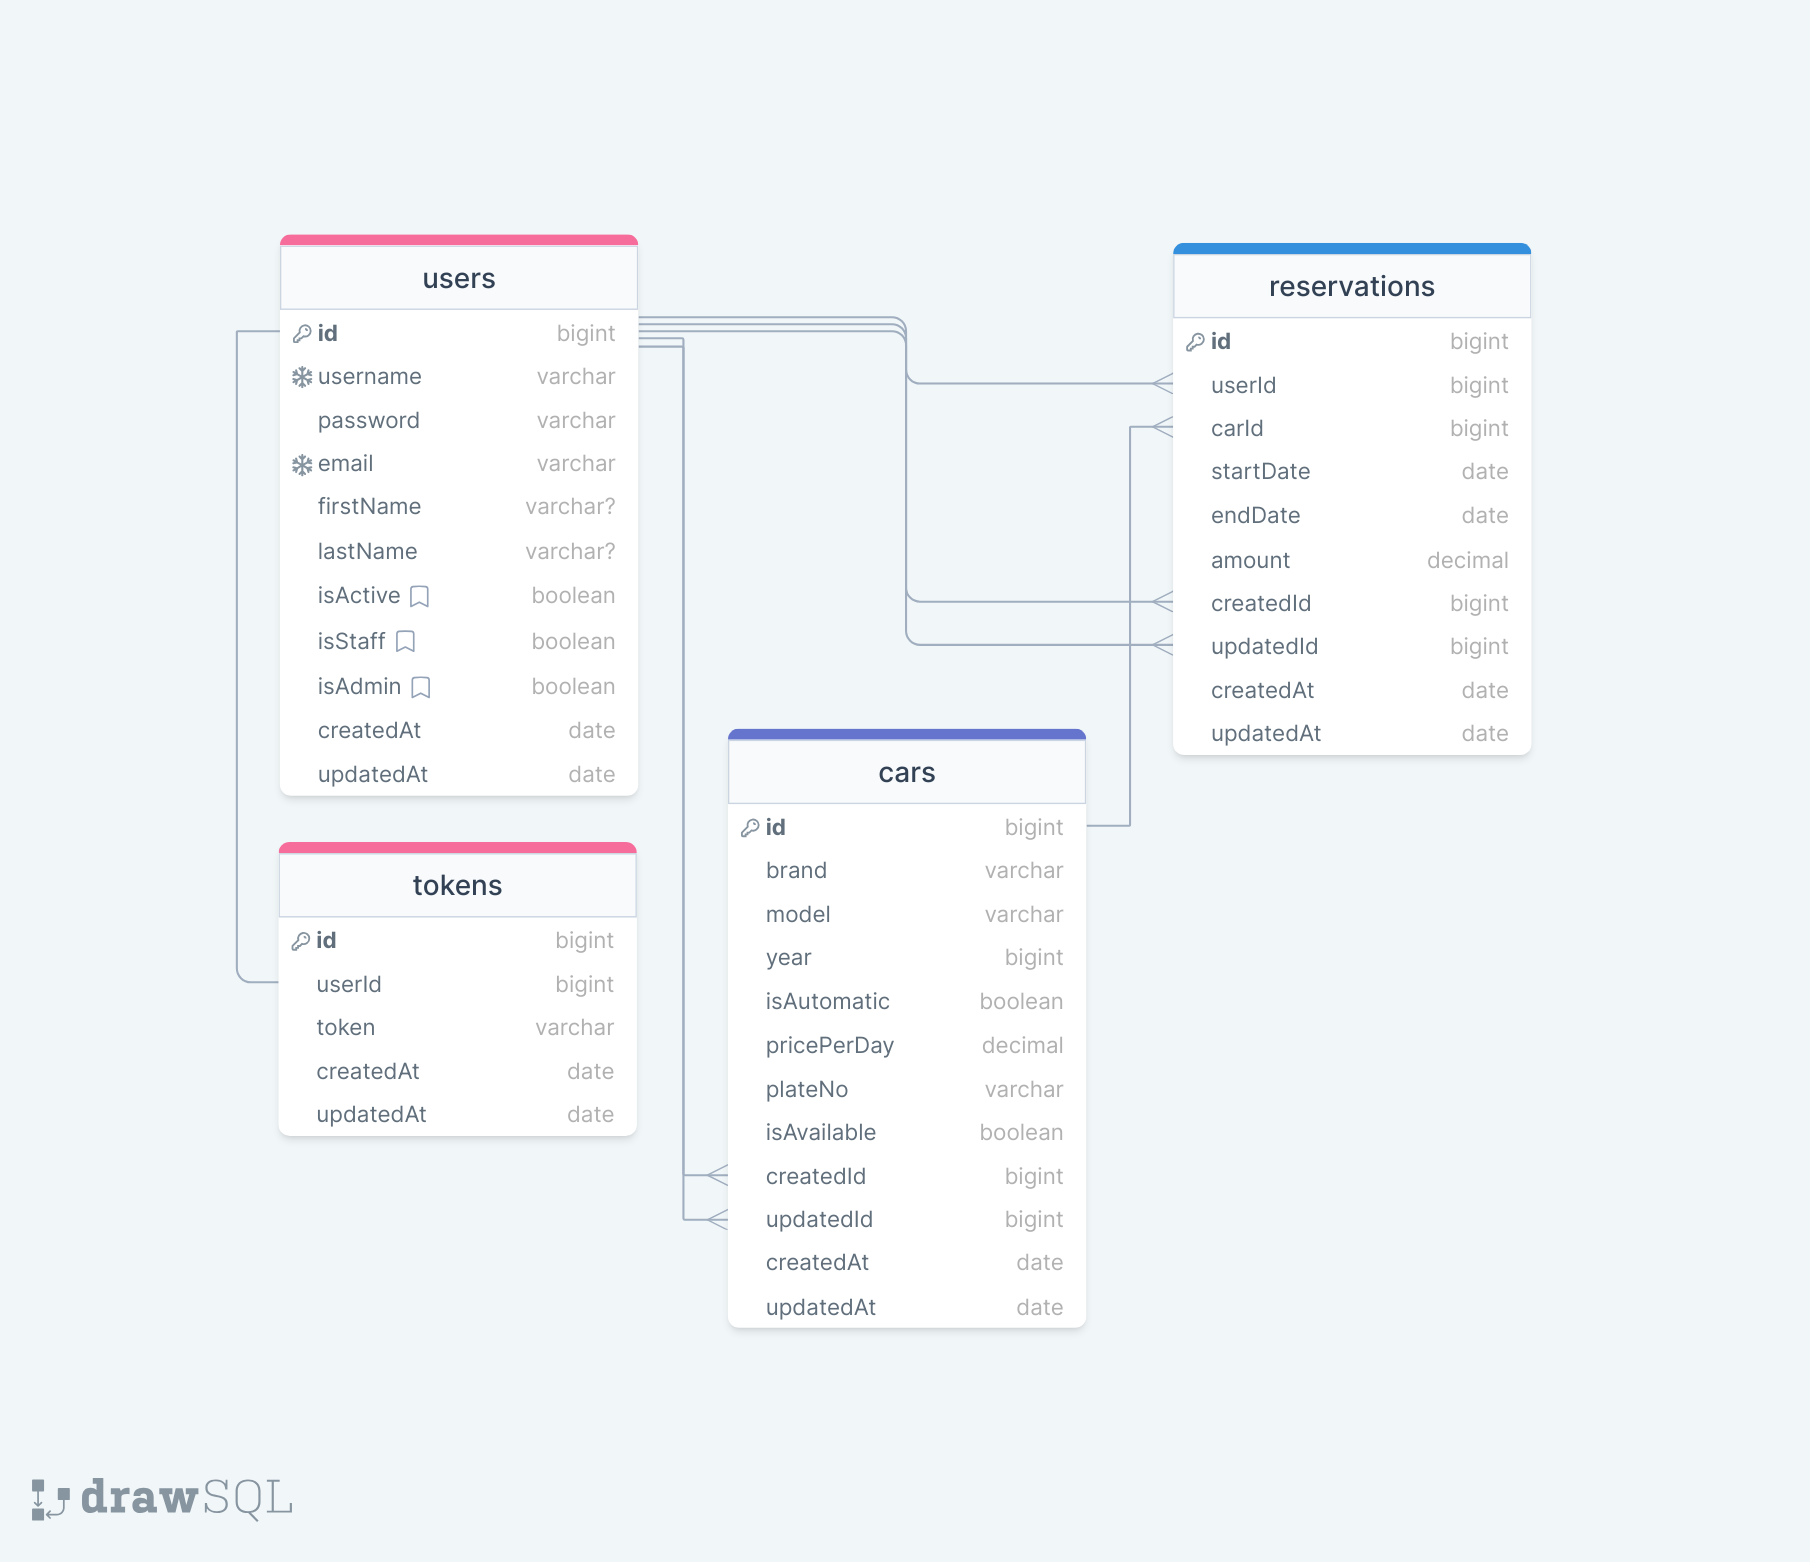 users
id bigint
username varchar
password varchar
email varchar
firstName varchar?
lastName varchar?
isActive boolean
isStaff boolean
isAdmin boolean
createdAt date
updatedAt date
reservations
id bigint
userId bigint
carId bigint
startDate date
endDate date
amount decimal
createdId bigint
updatedId bigint
createdAt date
updatedAt date
tokens
id bigint
userId bigint
token varchar
createdAt date
updatedAt date
cars
id bigint
brand varchar
model varchar
year bigint
isAutomatic boolean
pricePerDay decimal
plateNo varchar
isAvailable boolean
createdId bigint
updatedId bigint
createdAt date
updatedAt date
drawSQL